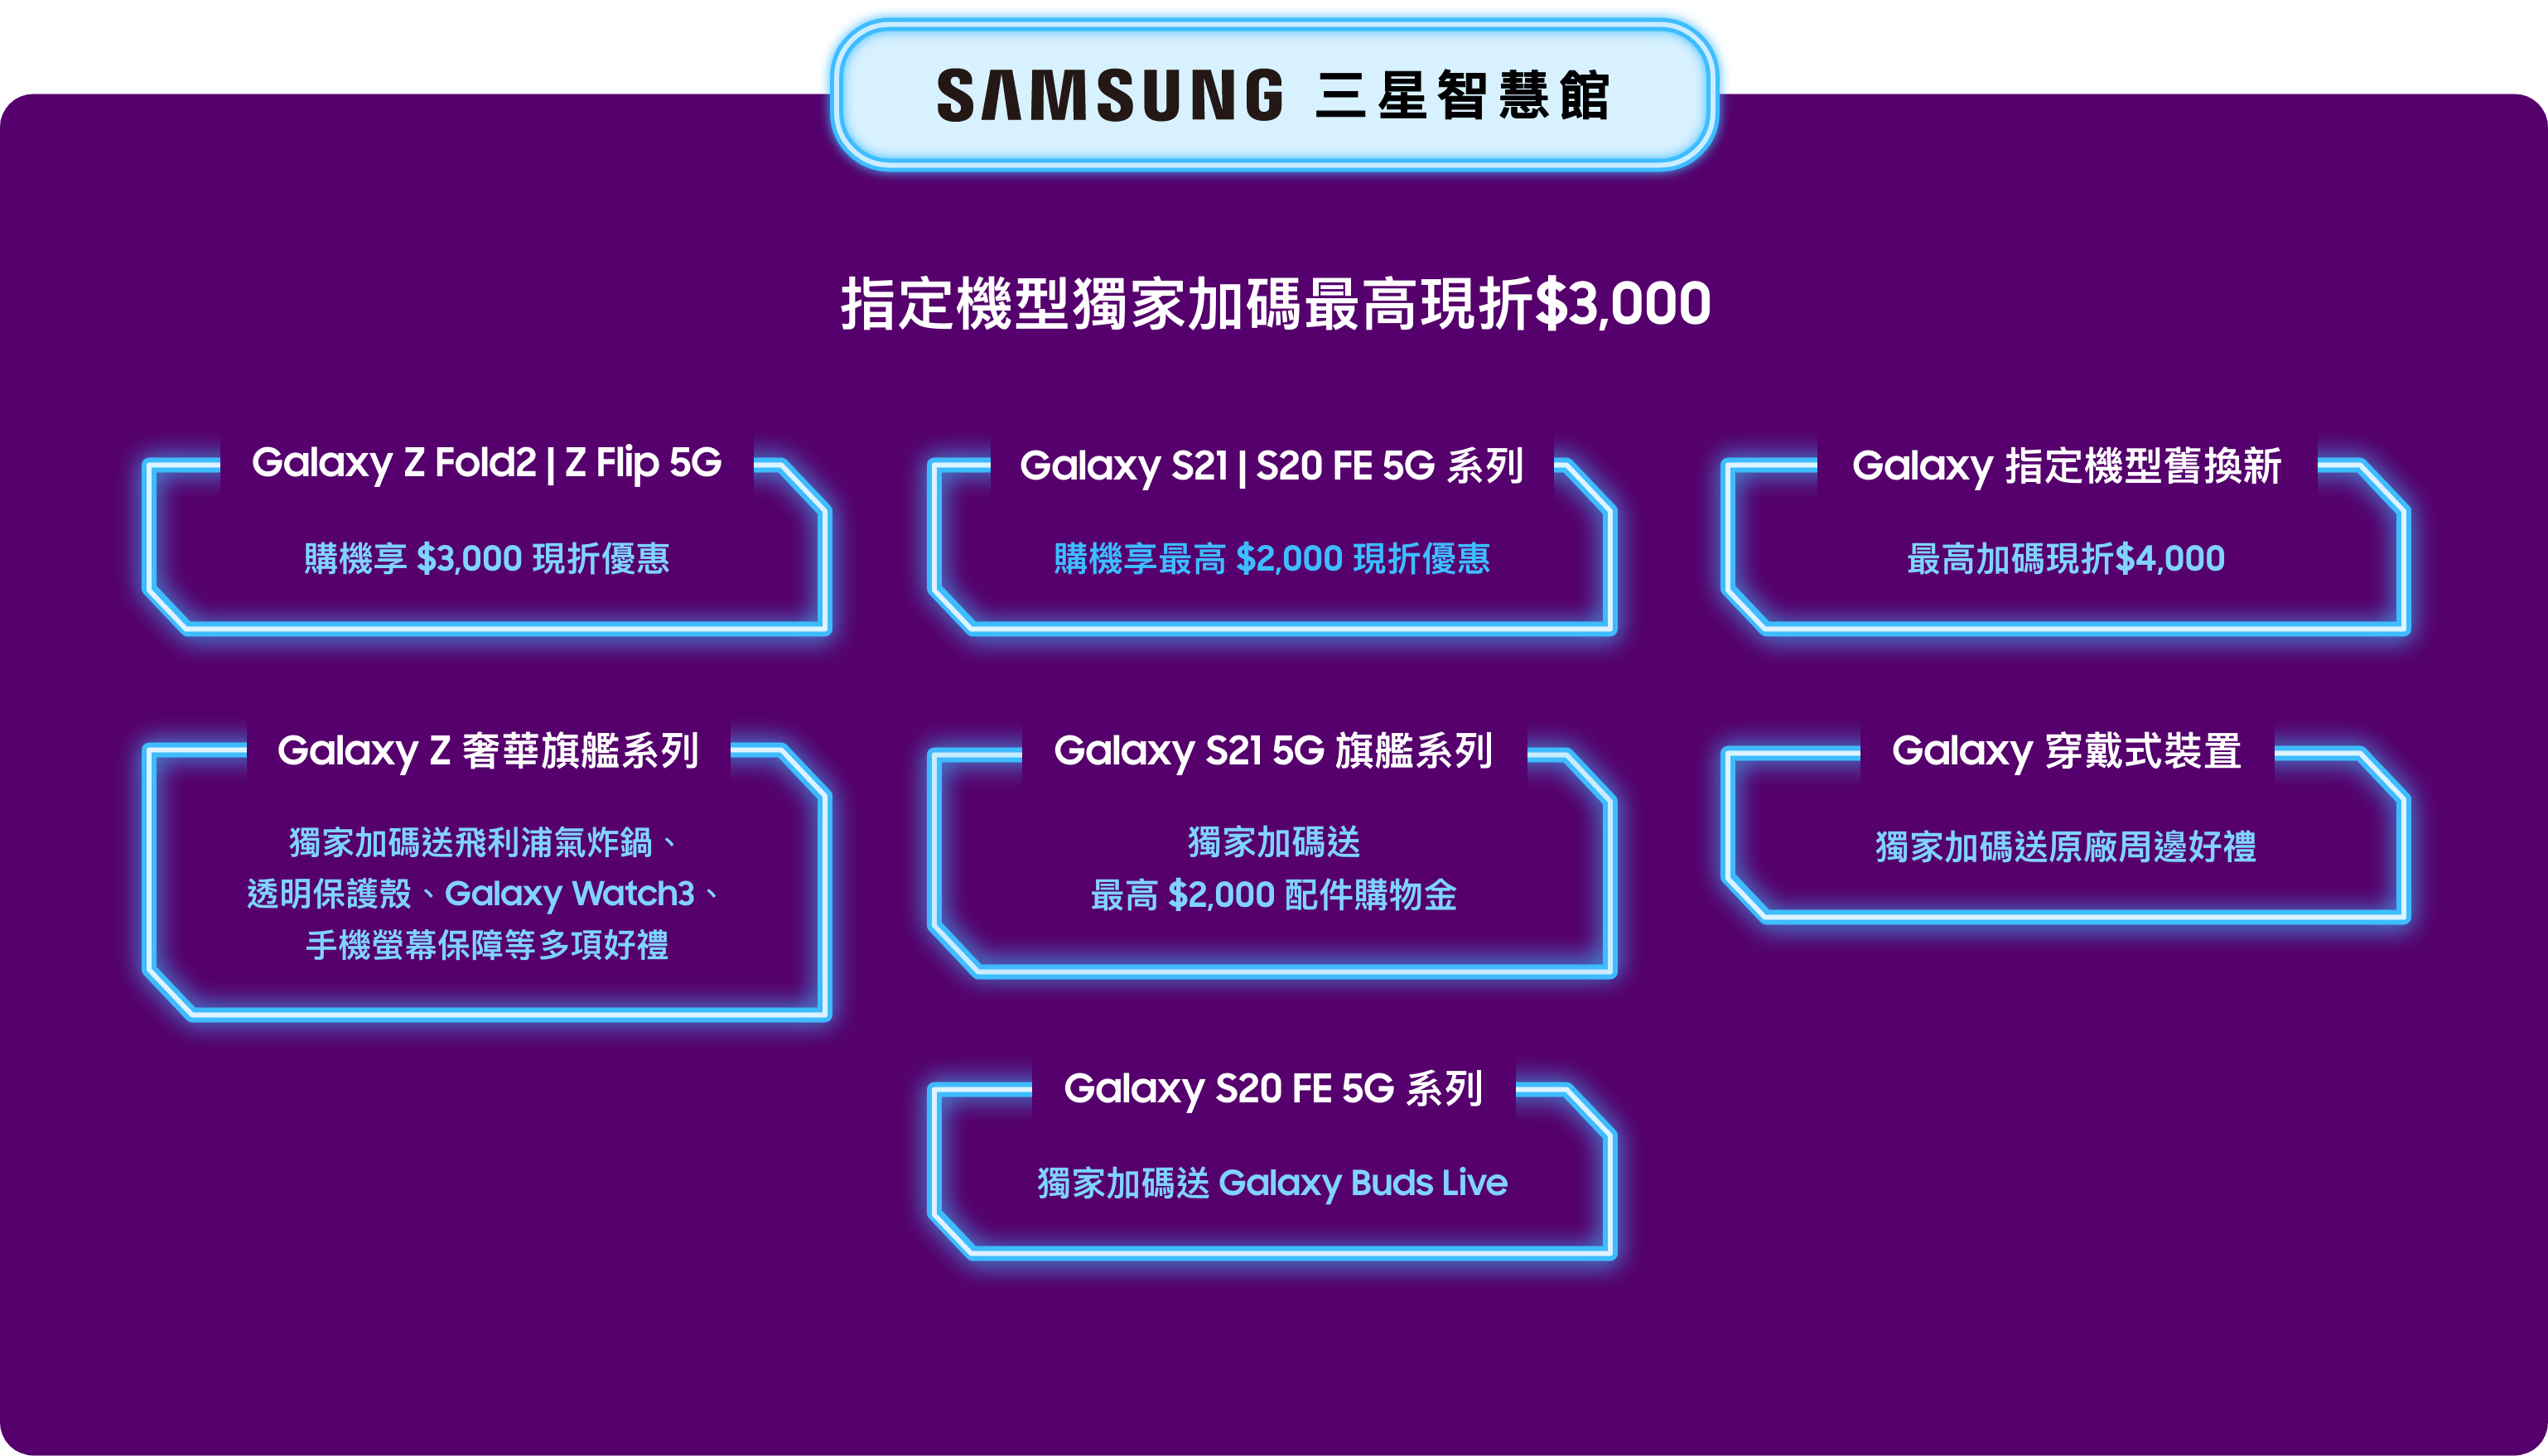 SAMSUNG 三星智慧館
指定機型獨家加碼最高現折$3,000
Galaxy Z Fold2 | Z Flip 5G
購機享 $3,000 現折優惠
Galaxy S21 | S20 FE 5G 系列
購機享最高 $2,000 現折優惠
Galaxy 指定機型舊換新
最高加碼現折$4,000
Galaxy Z 奢華旗艦系列
獨家加碼送飛利浦氣炸鍋、
透明保護殼、Galaxy Watch3、
手機螢幕保障等多項好禮
Galaxy S21 5G 旗艦系列
獨家加碼送
最高 $2,000 配件購物金
Galaxy 穿戴式裝置
獨家加碼送原廠周邊好禮
Galaxy S20 FE 5G 系列
獨家加碼送 Galaxy Buds Live